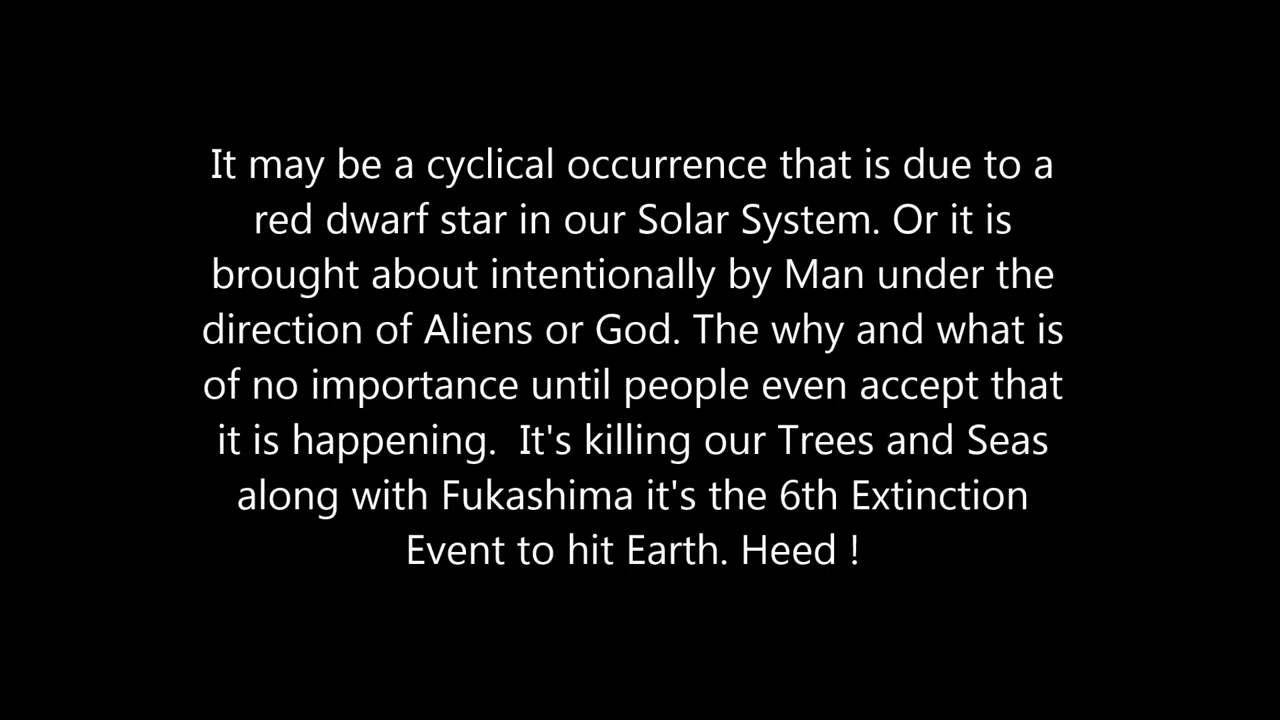 It may be a cyclical occurrence that is due to a
red dwarf star in our Solar System. Or it is
brought about intentionally by Man under the
direction of Aliens or God. The why and what is
of no importance until people even accept that
it is happening.  It's killing our Trees and Seas
along with Fukashima it's the 6th Extinction
Event to hit Earth. Heed !